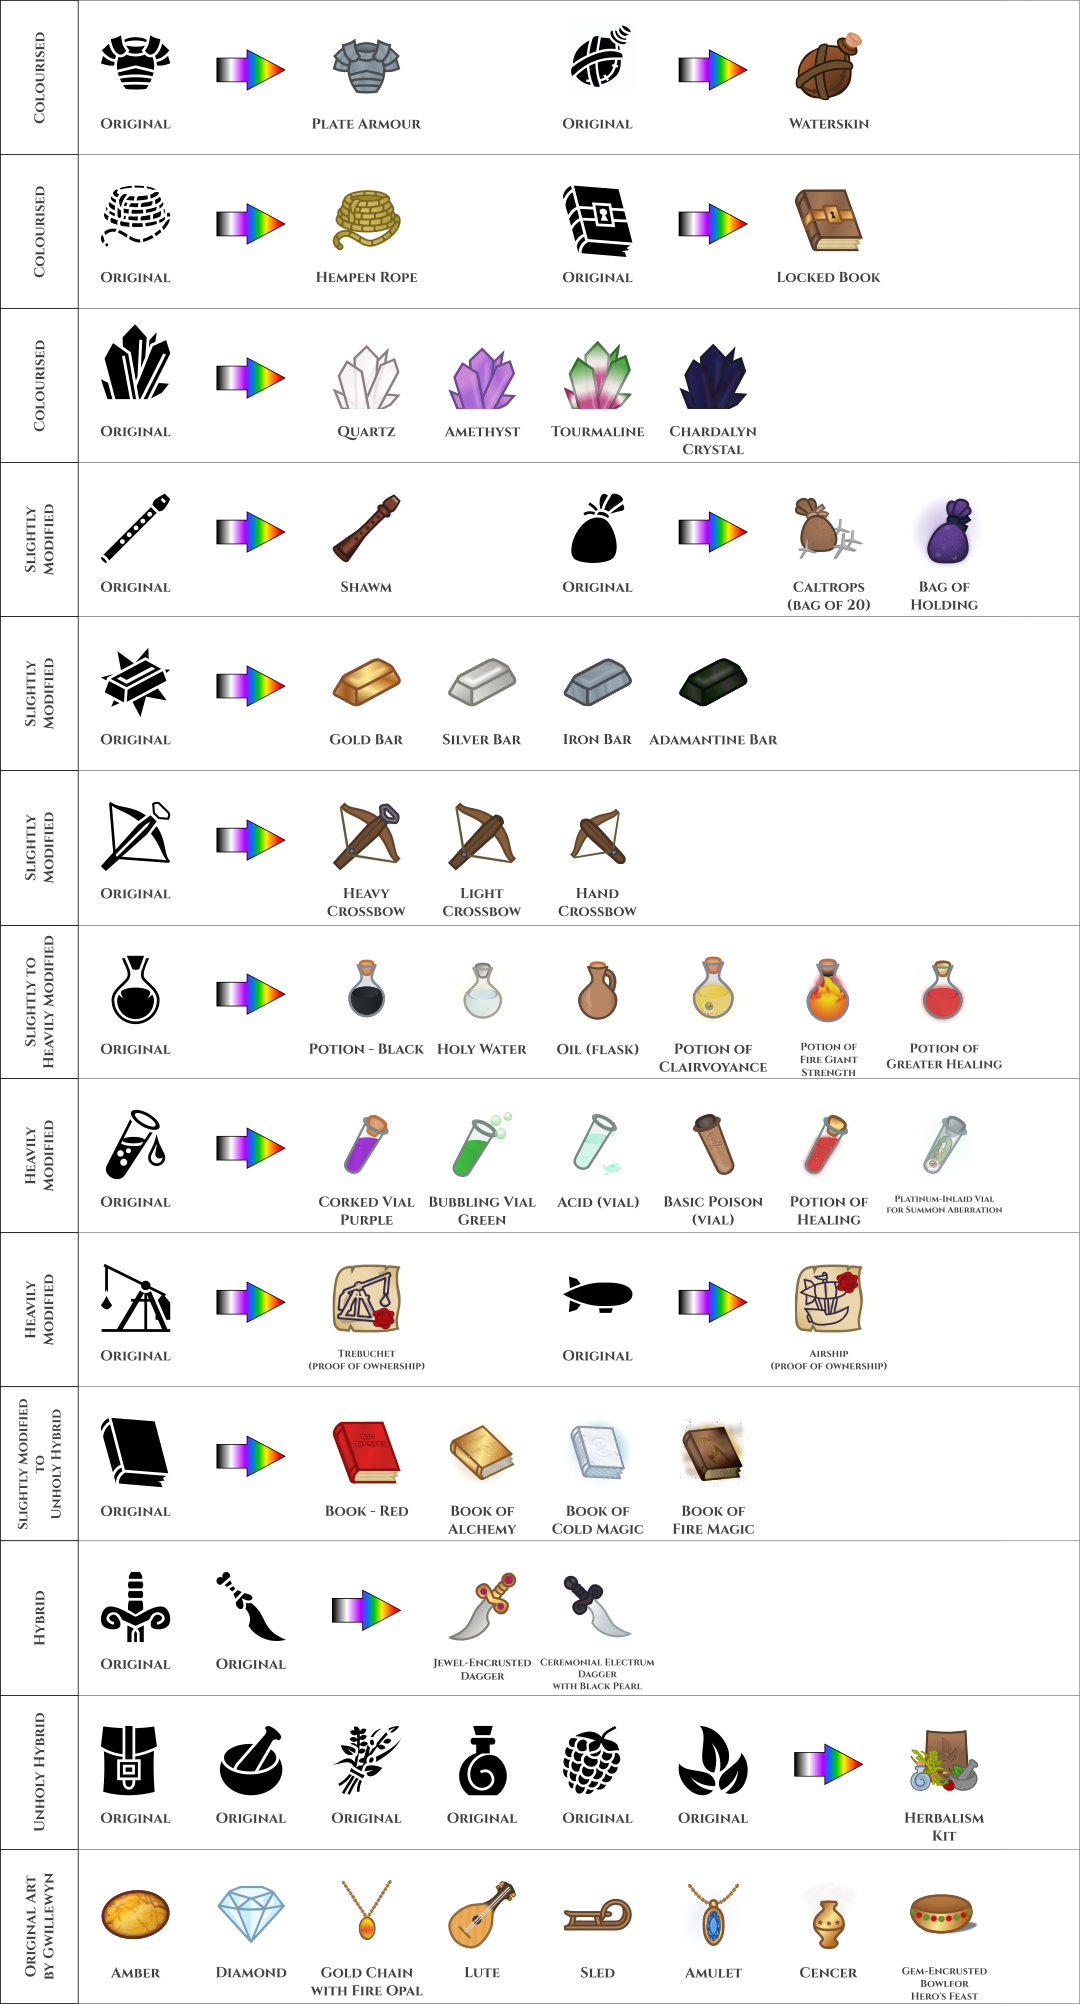 Colourised
Original
Plate Armour
Original
Waterskin
Colourised
Original
Hempen Rope
Original
Locked Book
Colourised
Original
Quartz
Amethyst
Tourmaline
Chardalyn
Crystal
Slightly
Modified
Original
Shawm
Original
Caltrops
(bag of 20)
Bag of
Holding
Slightly
Modified
Original
Gold Bar
Silver Bar
Iron Bar
Adamantine Bar
Slightly
Modified
Original
Heavy
Crossbow
Light
Crossbow
Hand
Crossbow
Slightly to
Heavily Modified
Original
Potion - Black
Holy Water
Oil (flask)
Potion of
Clairvoyance
Potion of
Fire Giant
Strength
Potion of
Greater Healing
Heavily
Modified
Original
Corked Vial
Purple
Bubbling Vial
Green
Acid (vial)
Basic Poison
(vial)
Potion of
Healing
Platinum-Inlaid Vial
for Summon Aberration
Heavily
Modified
Original
Trebuchet
(proof of ownership)
Original
Airship
(proof of ownership)
Slightly Modified
to
Unholy Hybrid
Original
Book - Red
Book of
Alchemy
Book of
Cold Magic
Book of
Fire Magic
Hybrid
Original
Original
Jewel-Encrusted
Dagger
Ceremonial Electrum
Dagger
with Black Pearl
Unholy Hybrid
Original
Original
Original
Original
Original
Original
Herbalism
Kit
Original Art
by Gwillewyn
Amber
Diamond
Gold Chain
with Fire Opal
Lute
Sled
Amulet
Cencer
Gem-Encrusted
Bowlfor
Hero's Feast